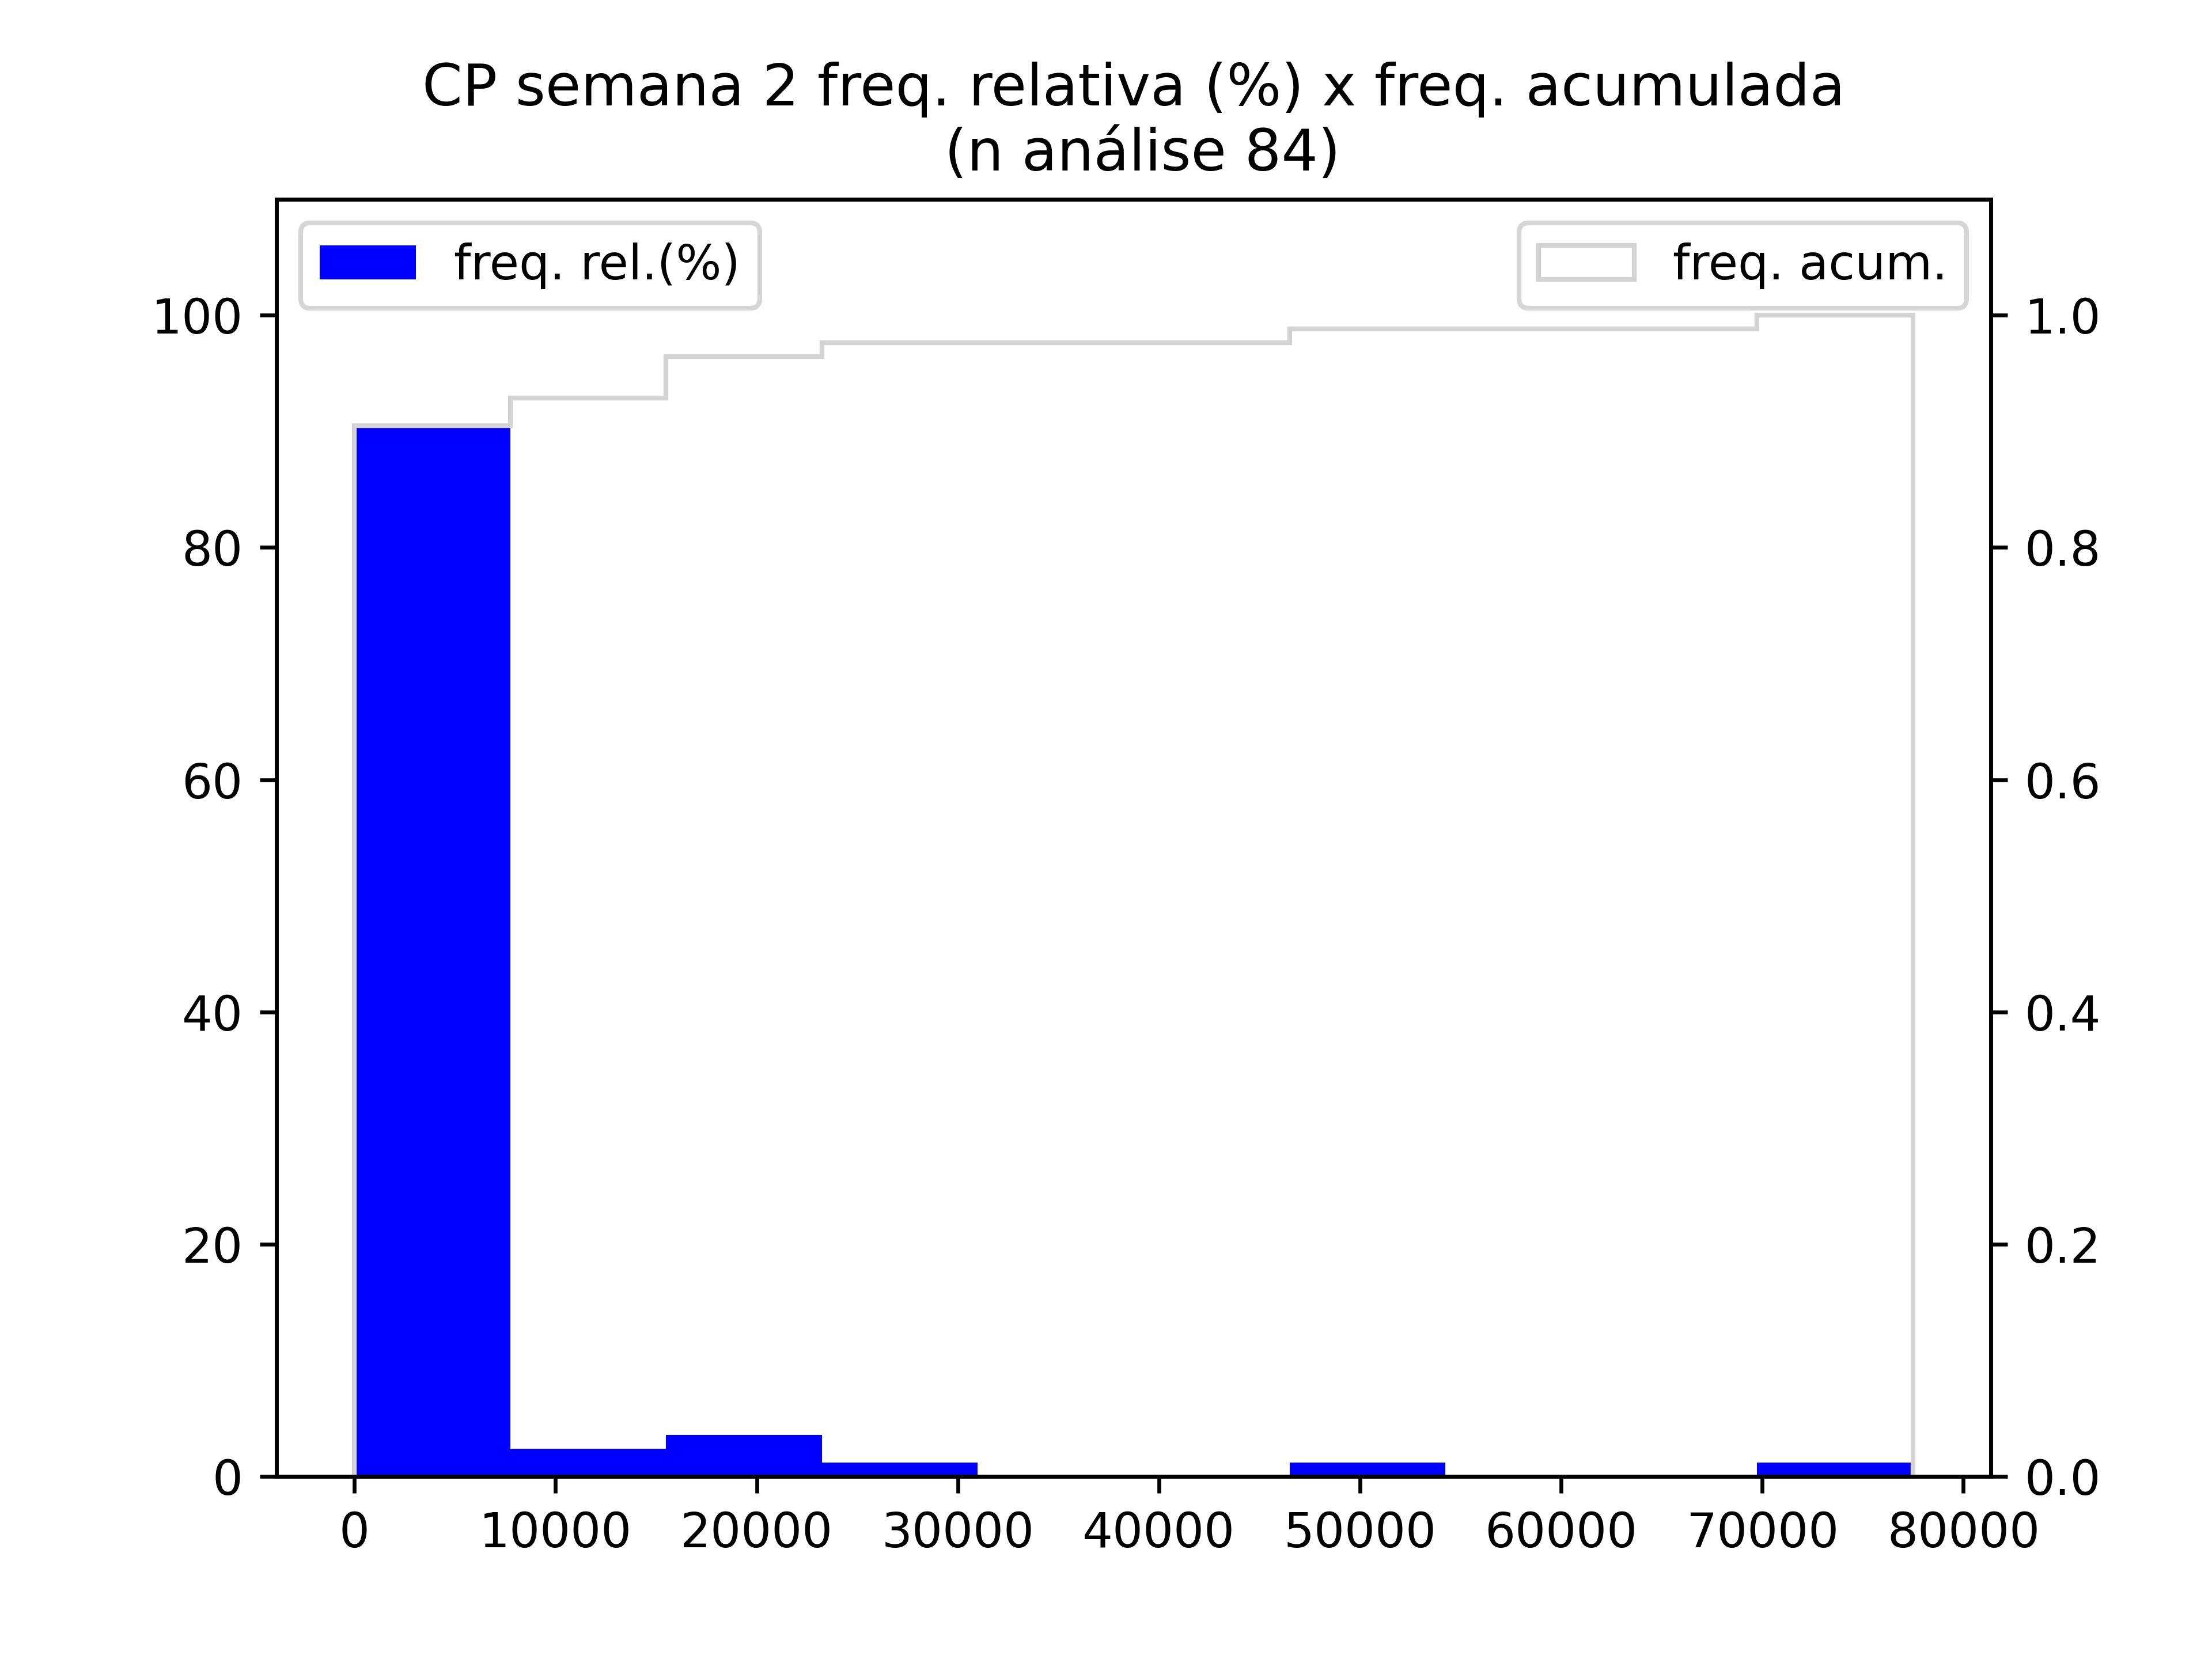 CP semana 2 freq. relativa (%) x freq. acumulada
(n análise 84)
freq. rel.(%)
freq. acum.
100
80
60
40
20
0
1.0
0.8
0.6
0.4
0.2
0.0
0 10000 20000 30000 40000 50000 60000 70000 80000